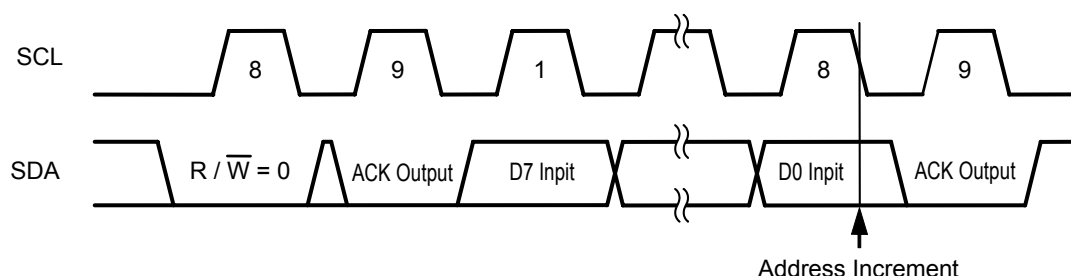 SCL 8 9 1 8 9
SDA R / W̅ = 0 ACK Output D7 Inpit D0 Inpit ACK Output
Address Increment